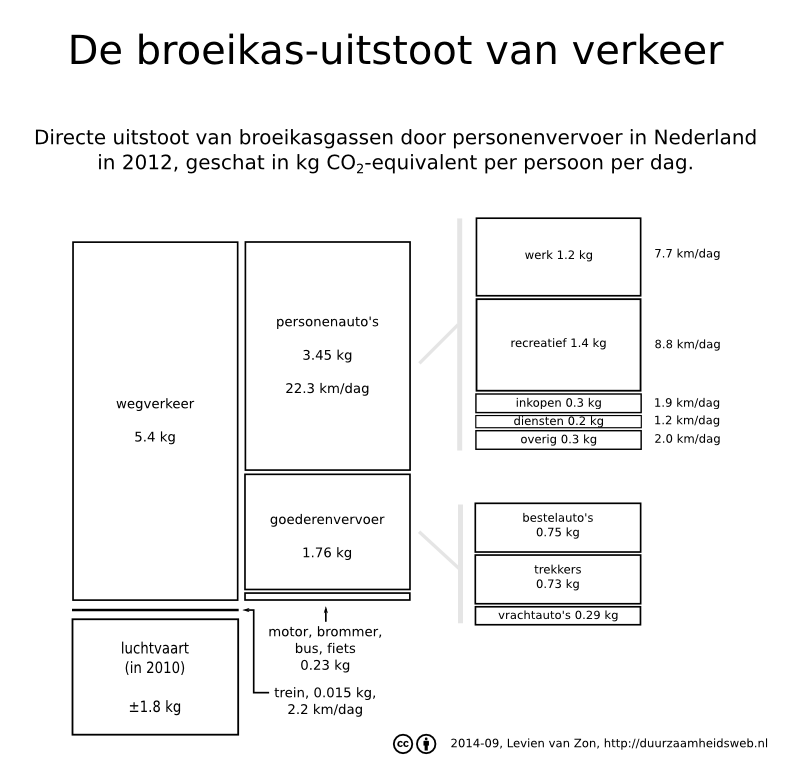 De broeikas-uitstoot van verkeer
Directe uitstoot van broeikasgassen door personenvervoer in Nederland
in 2012, geschat in kg CO₂-equivalent per persoon per dag.
wegverkeer
5.4 kg
personenauto's
3.45 kg
22.3 km/dag
werk 1.2 kg
7.7 km/dag
recreatief 1.4 kg
8.8 km/dag
inkopen 0.3 kg
1.9 km/dag
diensten 0.2 kg
1.2 km/dag
overig 0.3 kg
2.0 km/dag
goederenvervoer
1.76 kg
bestelauto's
0.75 kg
trekkers
0.73 kg
vrachtauto's 0.29 kg
motor, brommer,
bus, fiets
0.23 kg
trein, 0.015 kg,
2.2 km/dag
luchtvaart
(in 2010)
±1.8 kg
cc
2014-09, Levien van Zon, http://duurzaamheidsweb.nl